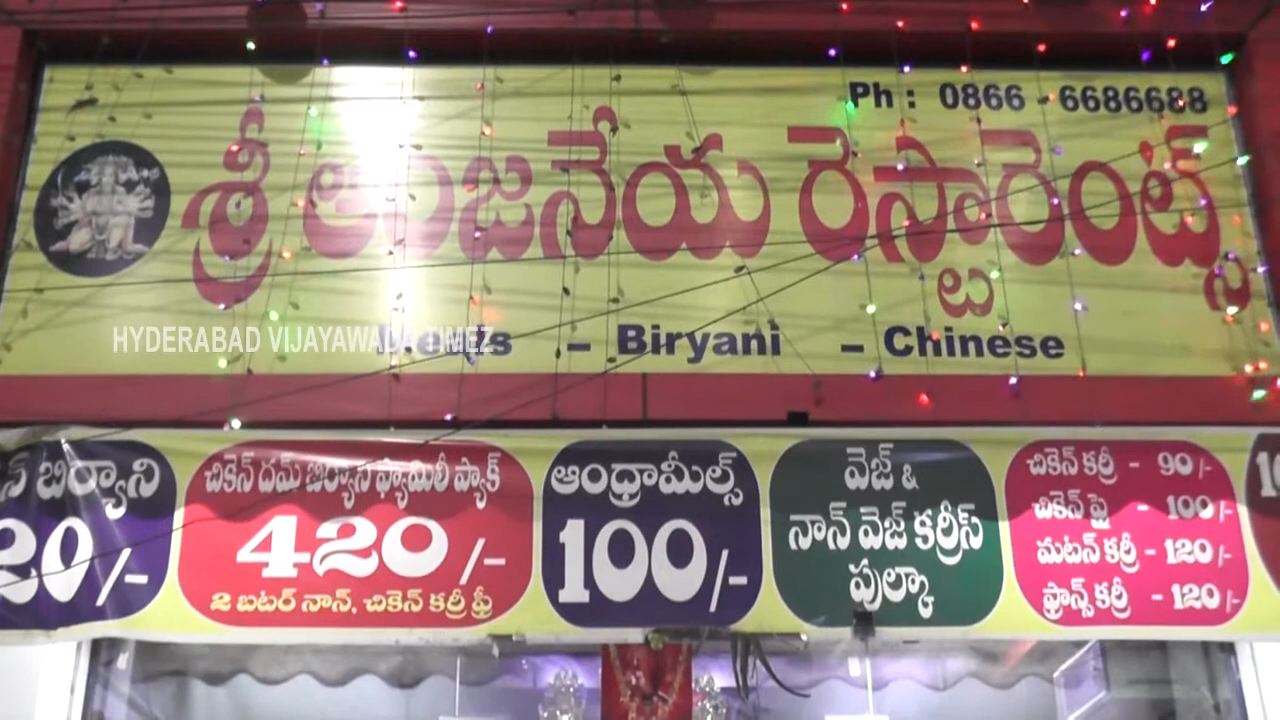 Ph : 0866 - 6686688
శ్రీ ఆంజనేయ రెస్టారెంట్స్
HYDERABAD VIJAYAWADA TIMEZ
– Biryani – Chinese
బిర్యాని
20/-
చికెన్ దమ్ బిర్యాని ఫ్యామిలీ ప్యాక్
420/-
2 బటర్ నాన్, చికెన్ కర్రీ ఫ్రీ
ఆంధ్రామీల్స్
100/-
వెజ్ &
నాన్ వెజ్ కర్రీస్
పుల్కా
చికెన్ కర్రీ - 90/-
చికెన్ ఫ్రై - 100/-
మటన్ కర్రీ - 120/-
ఫ్రాన్స్ కర్రీ - 120/-